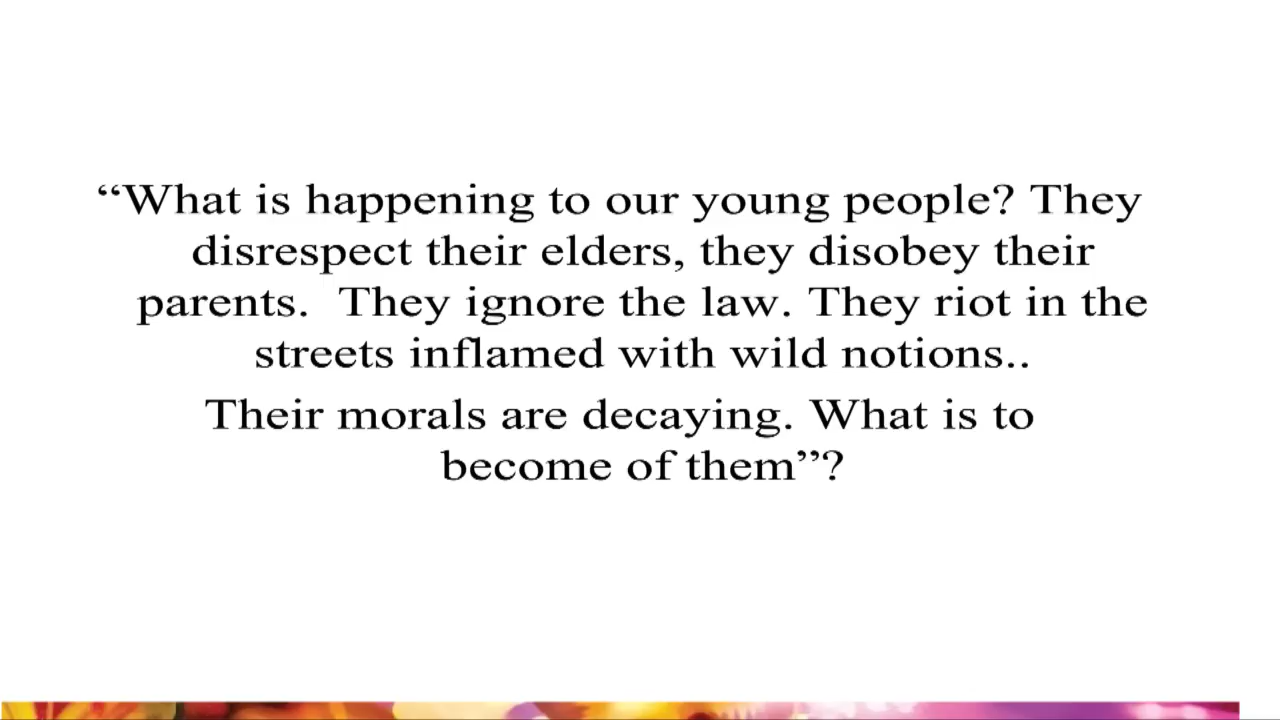 “What is happening to our young people? They
disrespect their elders, they disobey their
parents.  They ignore the law. They riot in the
streets inflamed with wild notions..
Their morals are decaying. What is to
become of them”?